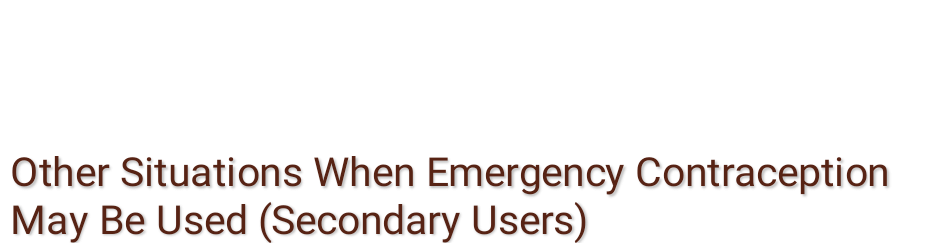 Other Situations When Emergency Contraception
May Be Used (Secondary Users)